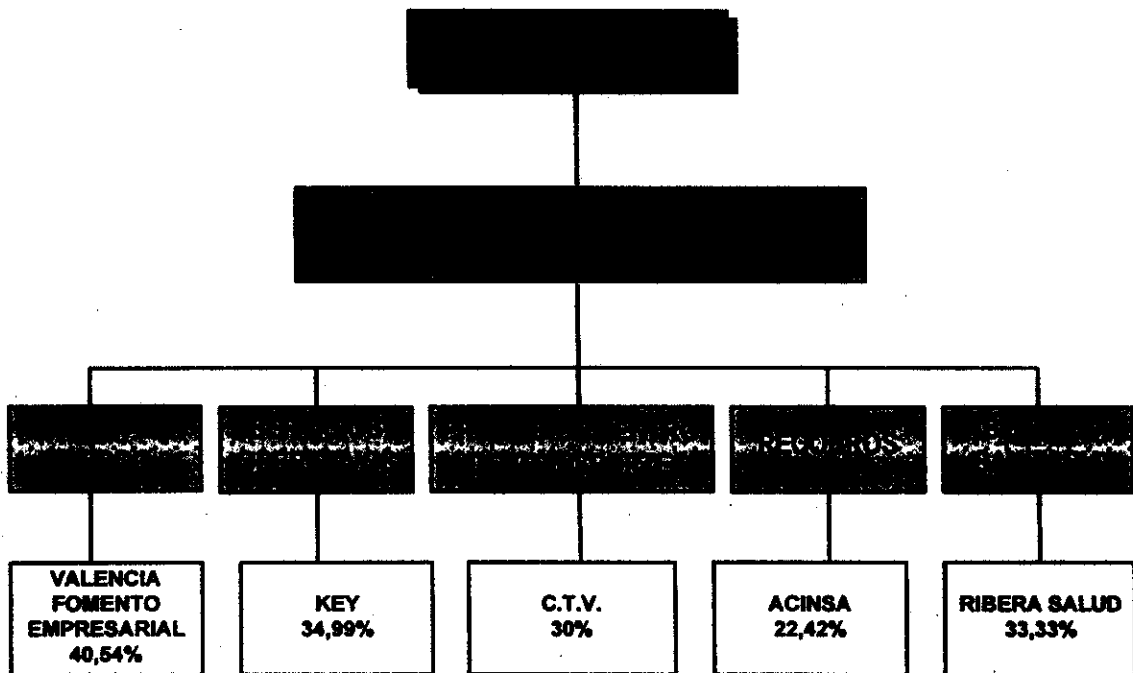 VALENCIA
FOMENTO
EMPRESARIAL
40,54%
KEY
34,99%
C.T.V.
30%
ACINSA
22,42%
RIBERA SALUD
33,33%